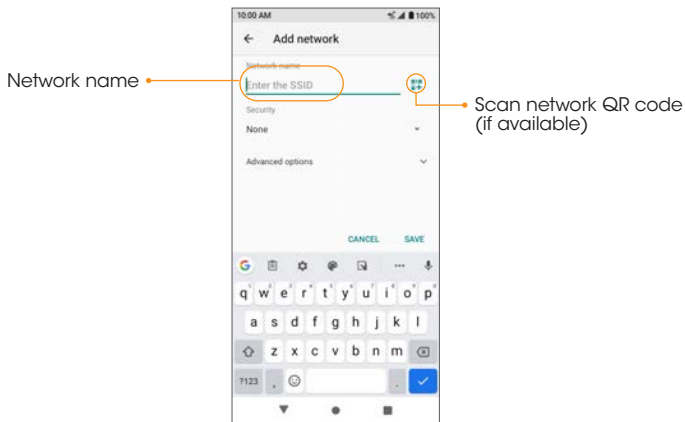 10:00 AM 100%
Add network
Network name
Network name
Enter the SSID
Scan network QR code
(if available)
Security
None
Advanced options
CANCEL SAVE
G
q w e r t y u i o p
a s d f g h j k l
z x c v b n m
?123 , .